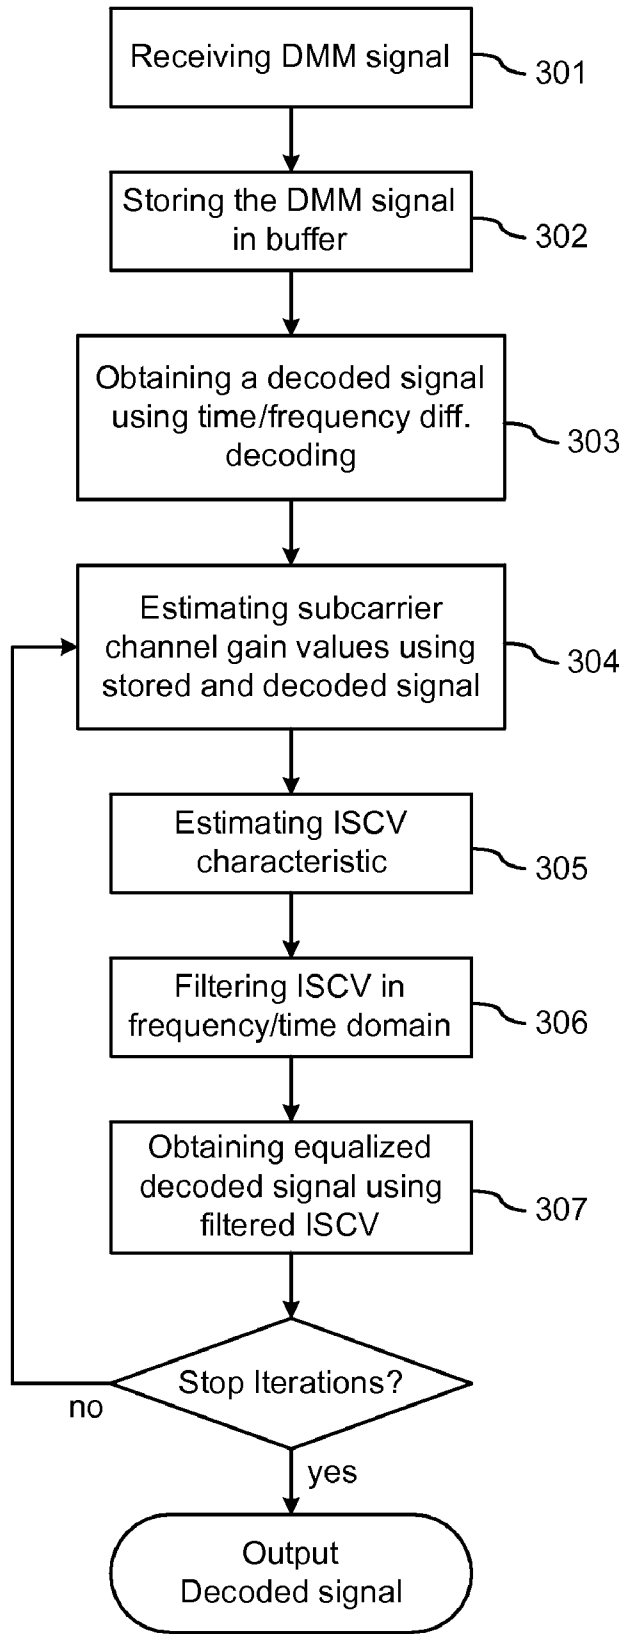 Receiving DMM signal
301
Storing the DMM signal
in buffer
302
Obtaining a decoded signal
using time/frequency diff.
decoding
303
Estimating subcarrier
channel gain values using
stored and decoded signal
304
Estimating ISCV
characteristic
305
Filtering ISCV in
frequency/time domain
306
Obtaining equalized
decoded signal using
filtered ISCV
307
Stop Iterations?
no
yes
Output
Decoded signal